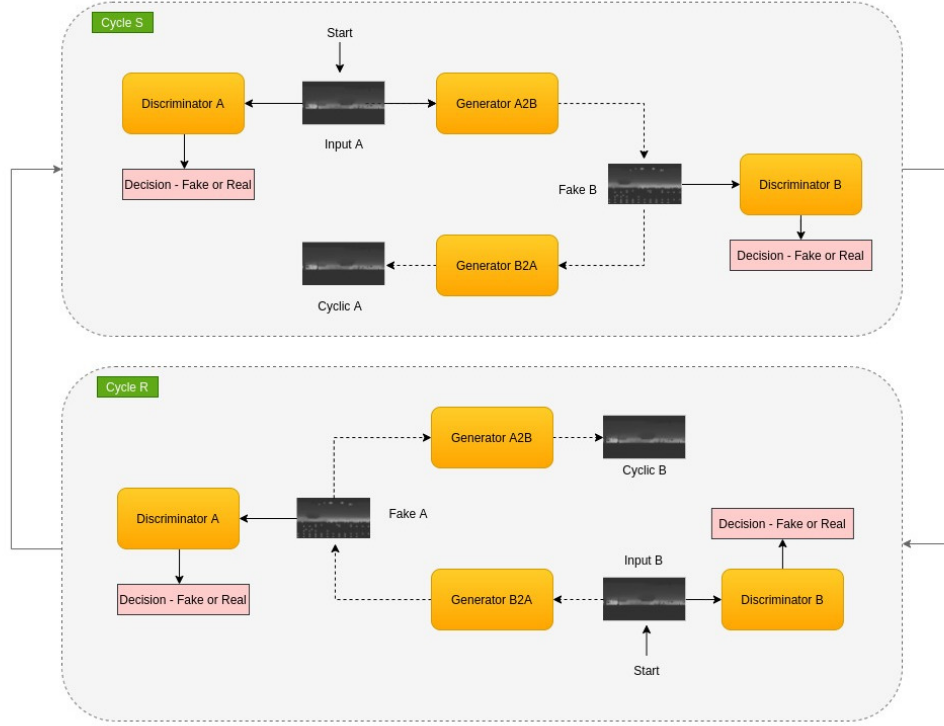 Cycle S
Start
Discriminator A
Generator A2B
Input A
Decision - Fake or Real
Fake B
Discriminator B
Decision - Fake or Real
Generator B2A
Cyclic A
Cycle R
Generator A2B
Cyclic B
Discriminator A
Fake A
Decision - Fake or Real
Input B
Decision - Fake or Real
Generator B2A
Discriminator B
Start